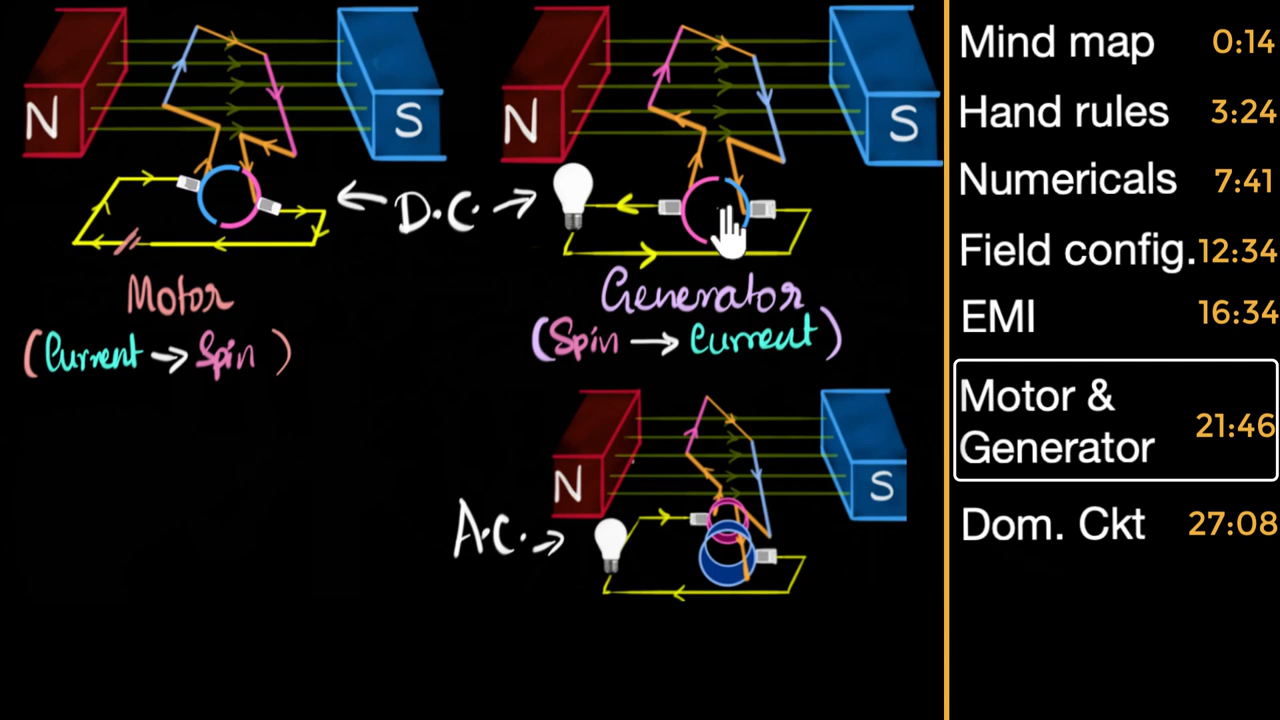 N
S
N
S
← D.C. →
Motor
(Current → Spin)
Generator
(Spin → Current)
N
S
A.C. →
Mind map 0:14
Hand rules 3:24
Numericals 7:41
Field config. 12:34
EMI 16:34
Motor &
Generator 21:46
Dom. Ckt 27:08